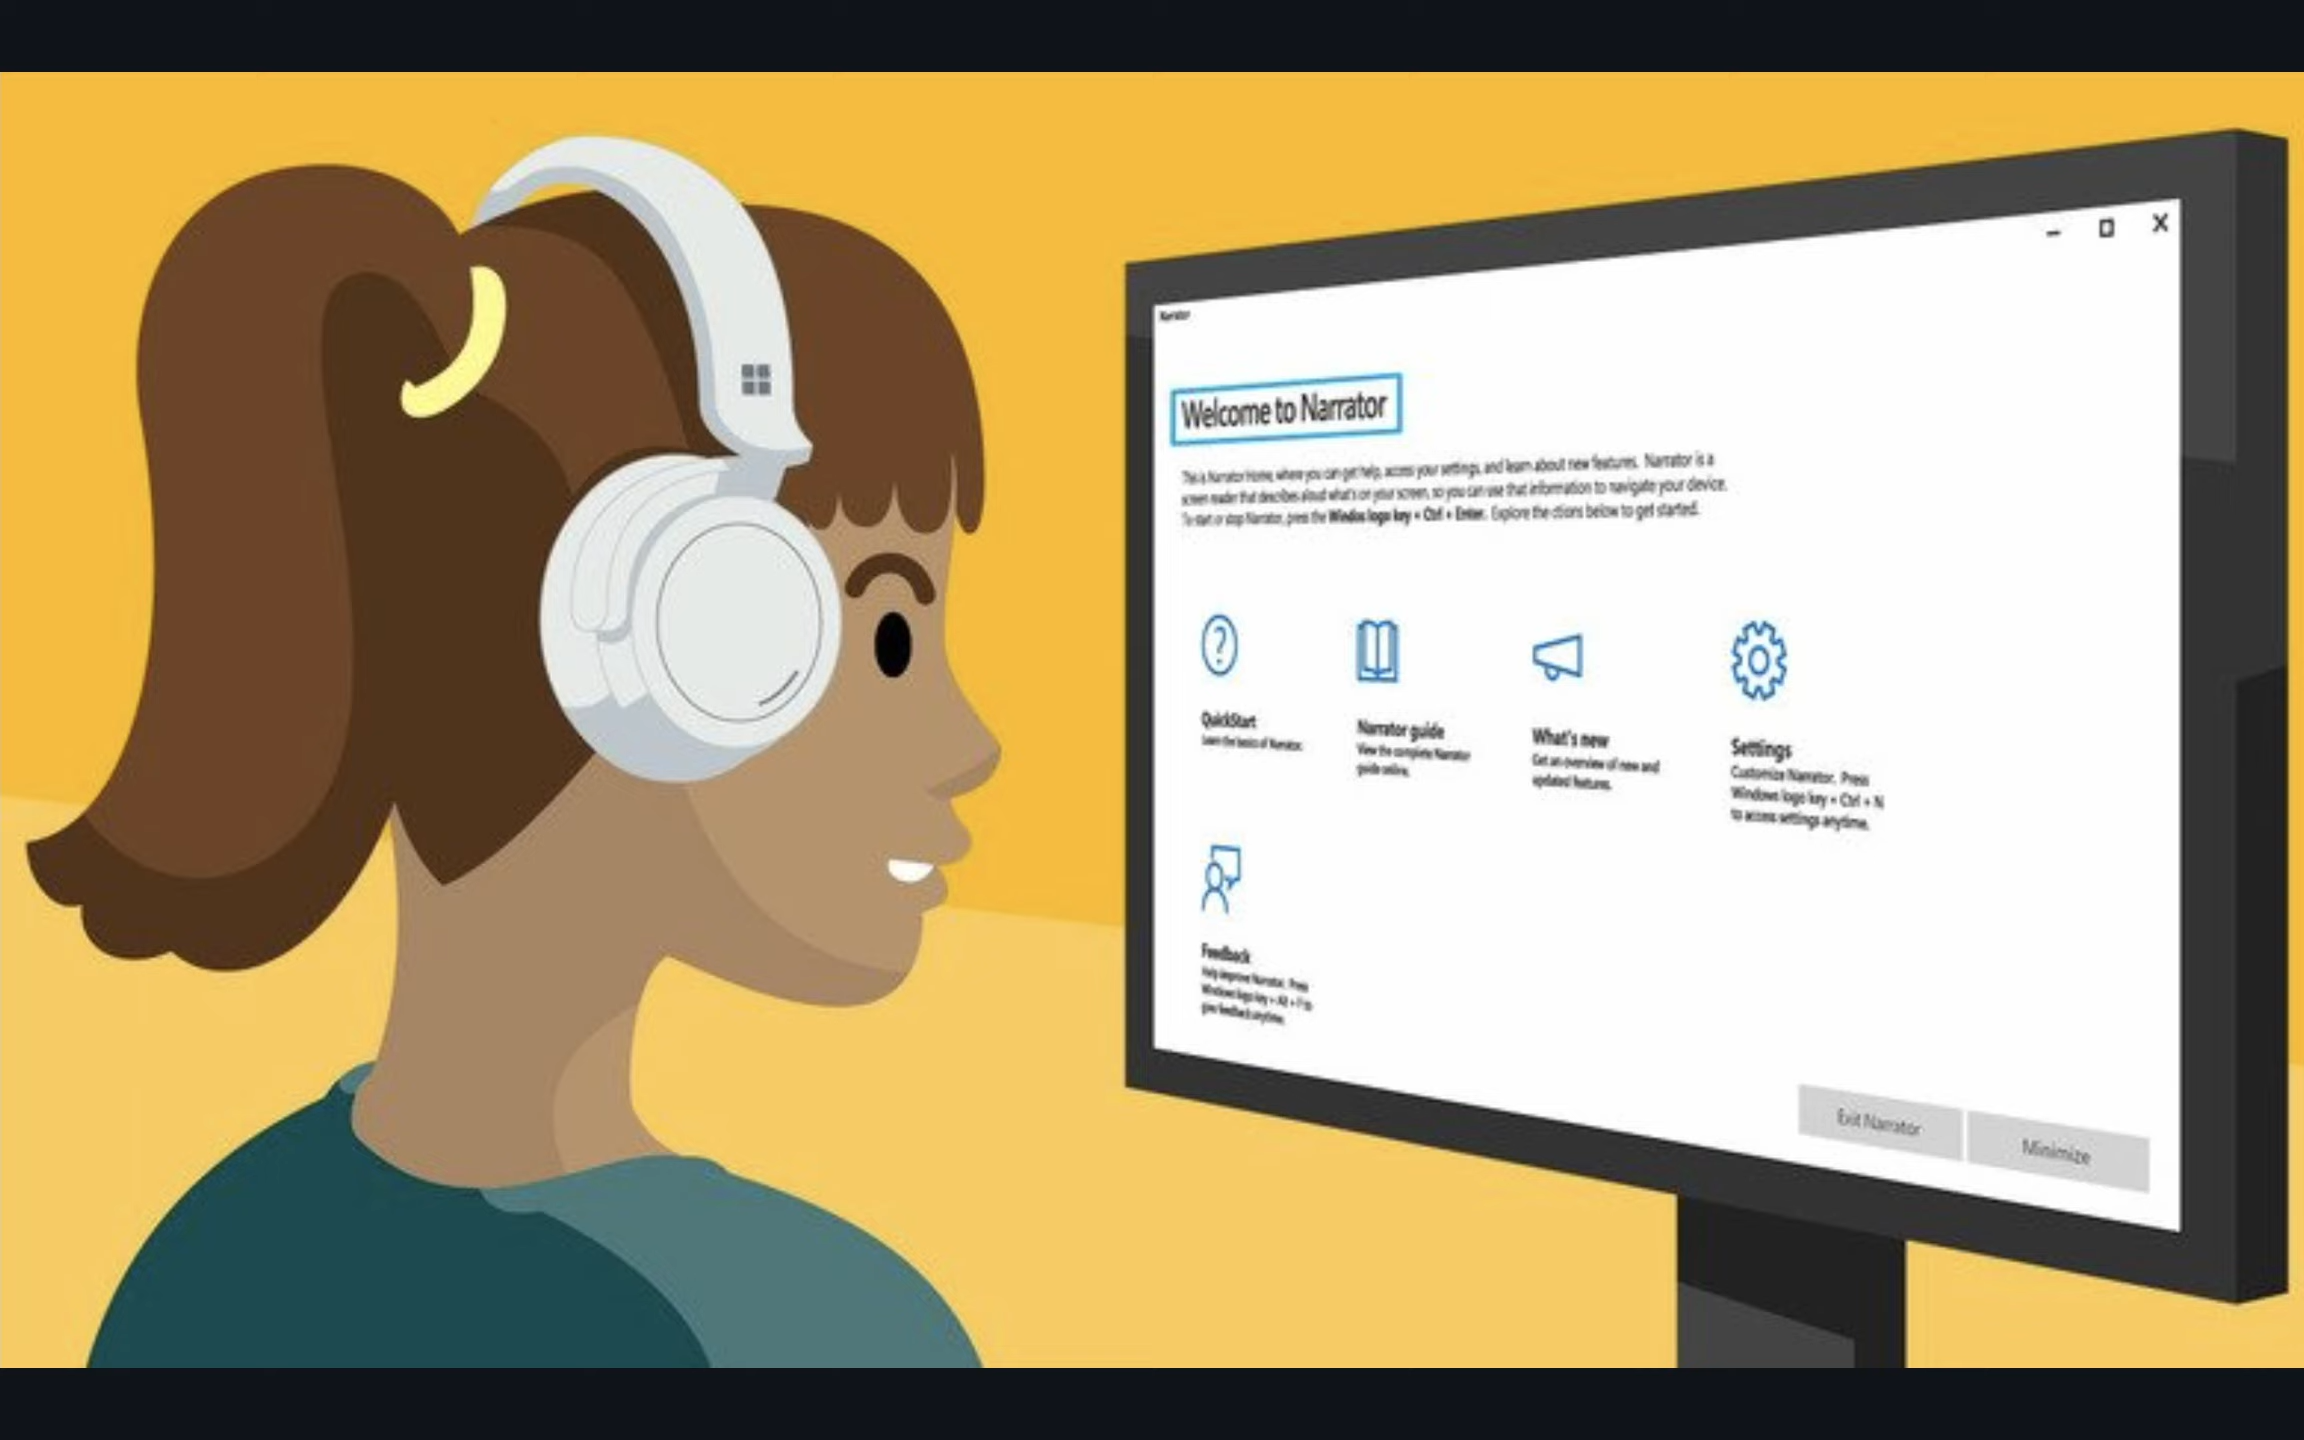 Narrator
Welcome to Narrator
This is Narrator Home, where you can get help, access your settings, and learn about new features. Narrator is a
screen reader that describes aloud what's on your screen, so you can use that information to navigate your device.
To start or stop Narrator, press the Windos logo key + Ctrl + Enter. Explore the ctions below to get started.
QuickStart
Learn the basics of Narrator.
Narrator guide
View the complete Narrator
guide online.
What's new
Get an overview of new and
updated features.
Settings
Customize Narrator. Press
Windows logo key + Ctrl + N
to access settings anytime.
Feedback
Help improve Narrator. Press
Windows logo key + Alt + F to
give feedback anytime.
Exit Narrator
Minimize